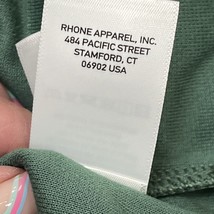 RHONE APPAREL, INC.
484 PACIFIC STREET
STAMFORD, CT
06902 USA